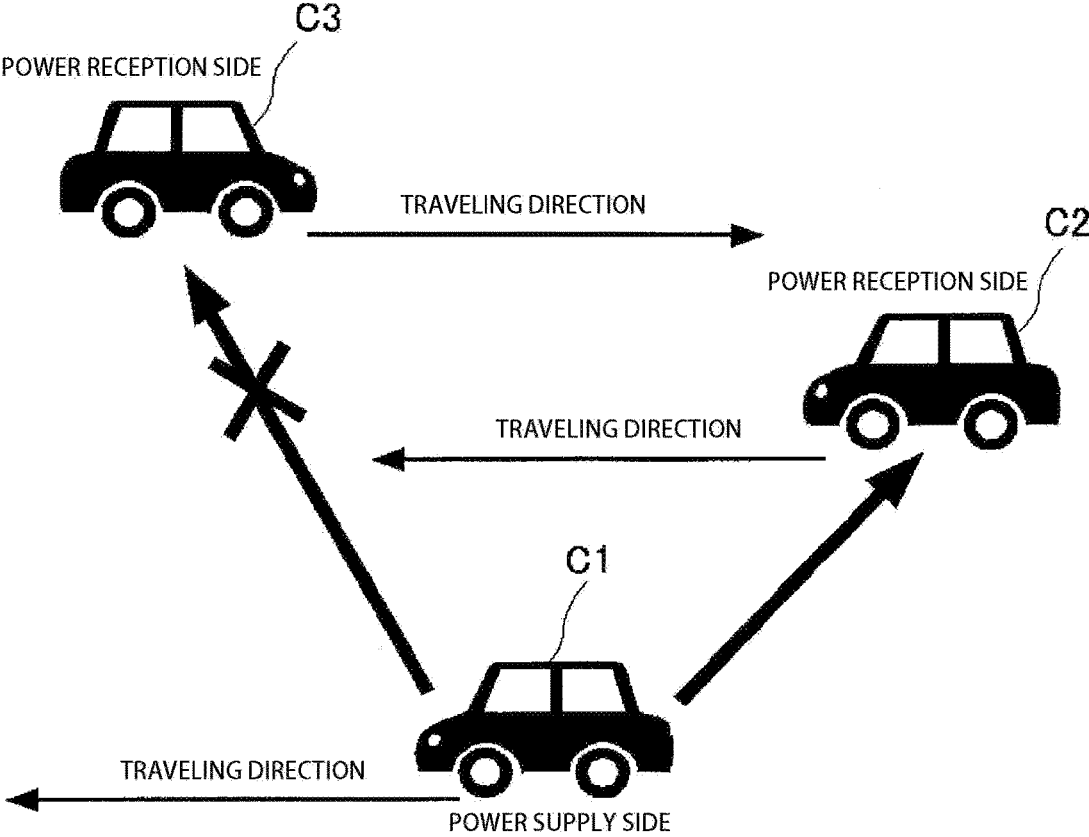 C3
POWER RECEPTION SIDE
TRAVELING DIRECTION
C2
POWER RECEPTION SIDE
TRAVELING DIRECTION
C1
TRAVELING DIRECTION
POWER SUPPLY SIDE